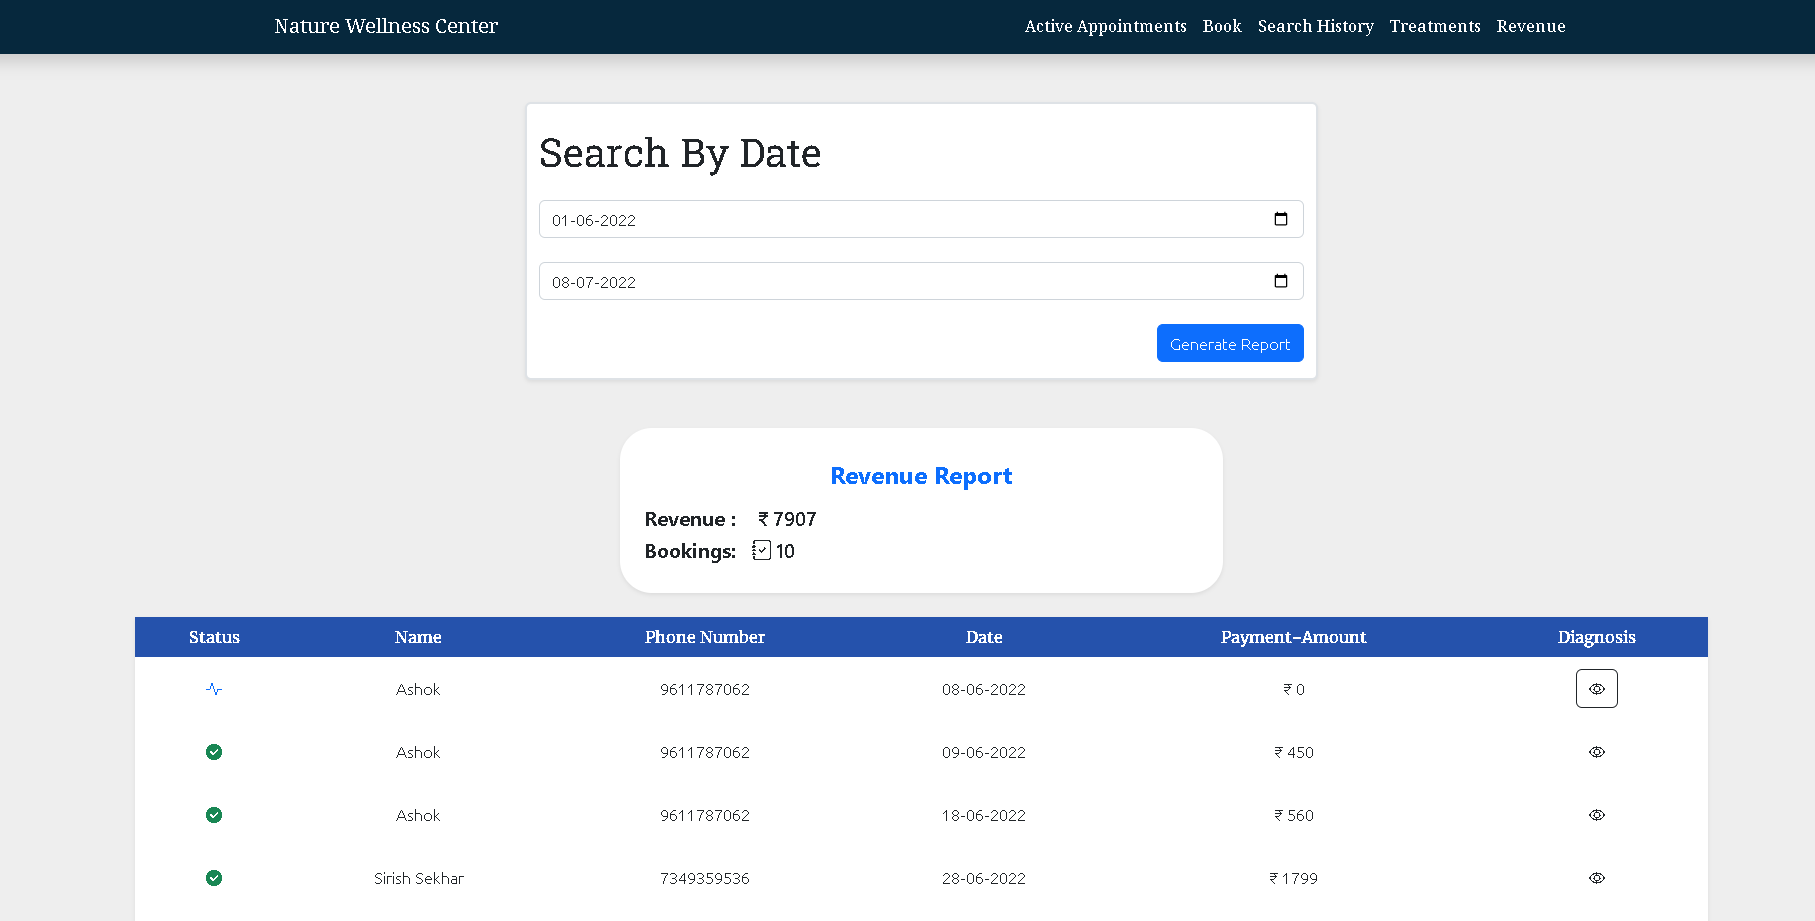 Nature Wellness Center Active Appointments Book Search History Treatments Revenue
Search By Date
01-06-2022
08-07-2022
Generate Report
Revenue Report
Revenue : ₹ 7907
Bookings: 10
Status Name Phone Number Date Payment-Amount Diagnosis
Ashok 9611787062 08-06-2022 ₹ 0
Ashok 9611787062 09-06-2022 ₹ 450
Ashok 9611787062 18-06-2022 ₹ 560
Sirish Sekhar 7349359536 28-06-2022 ₹ 1799